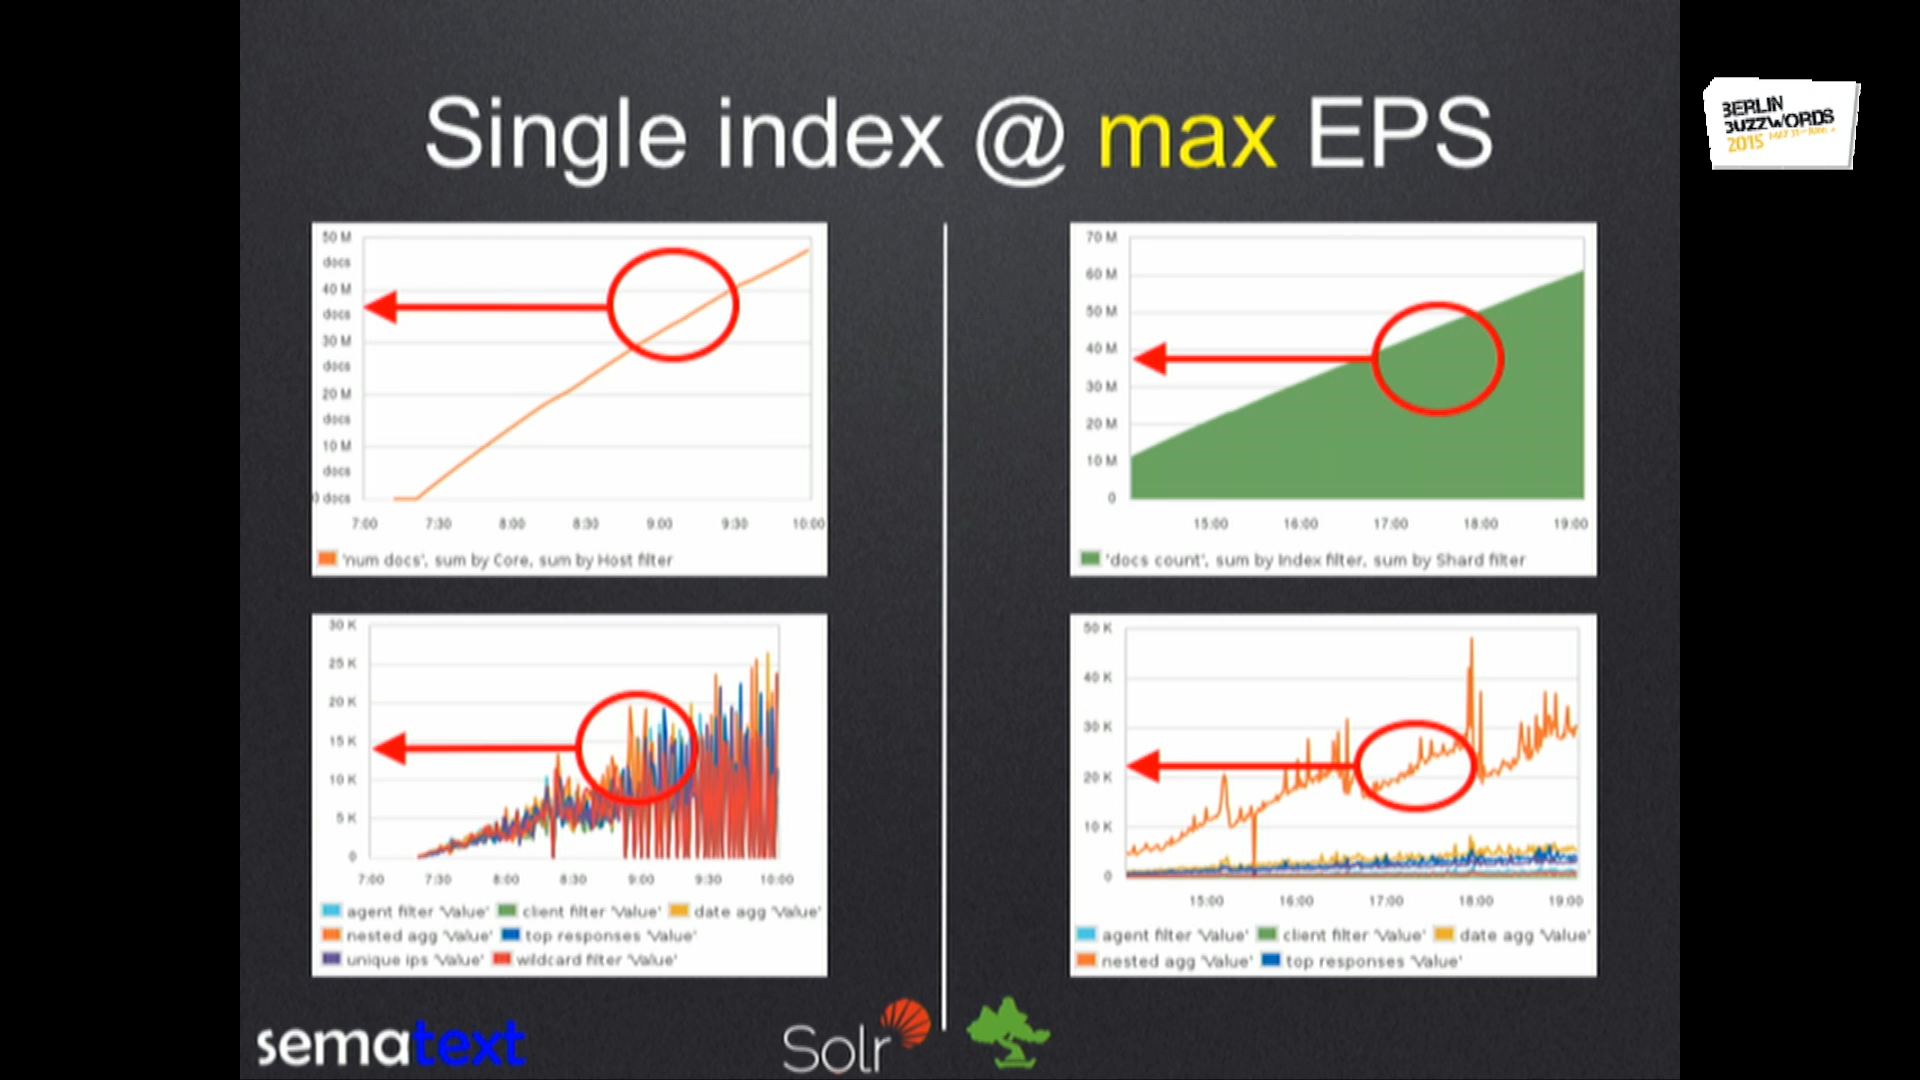 Single index @ max EPS
BERLIN
BUZZWORDS
2015 MAY 31-JUNE
50 M
docs
40 M
docs
30 M
docs
20 M
docs
10 M
docs
0 docs
7:00 7:30 8:00 8:30 9:00 9:30 10:00
'num docs', sum by Core, sum by Host filter
70 M
60 M
50 M
40 M
30 M
20 M
10 M
0
15:00 16:00 17:00 18:00 19:00
'docs count', sum by Index filter, sum by Shard filter
30 K
25 K
20 K
15 K
10 K
5 K
0
7:00 7:30 8:00 8:30 9:00 9:30 10:00
agent filter 'Value' client filter 'Value' date agg 'Value'
nested agg 'Value' top responses 'Value'
unique ips 'Value' wildcard filter 'Value'
50 K
40 K
30 K
20 K
10 K
0
15:00 16:00 17:00 18:00 19:00
agent filter 'Value' client filter 'Value' date agg 'Value'
nested agg 'Value' top responses 'Value'
sematext
Solr